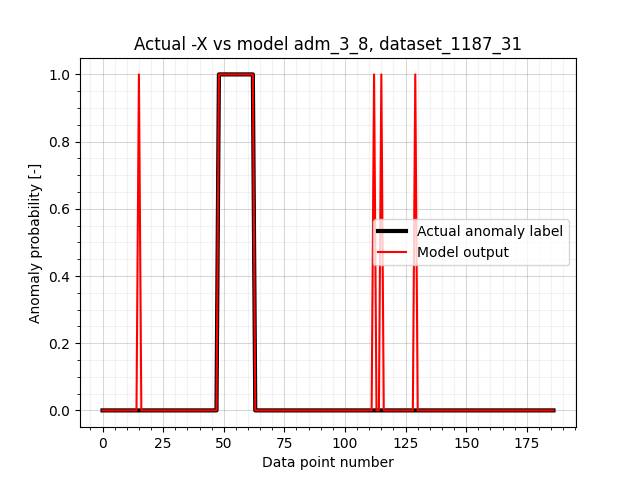 Actual -X vs model adm_3_8, dataset_1187_31
Anomaly probability [-]
1.0
0.8
0.6
0.4
0.2
0.0
Actual anomaly label
Model output
0 25 50 75 100 125 150 175
Data point number